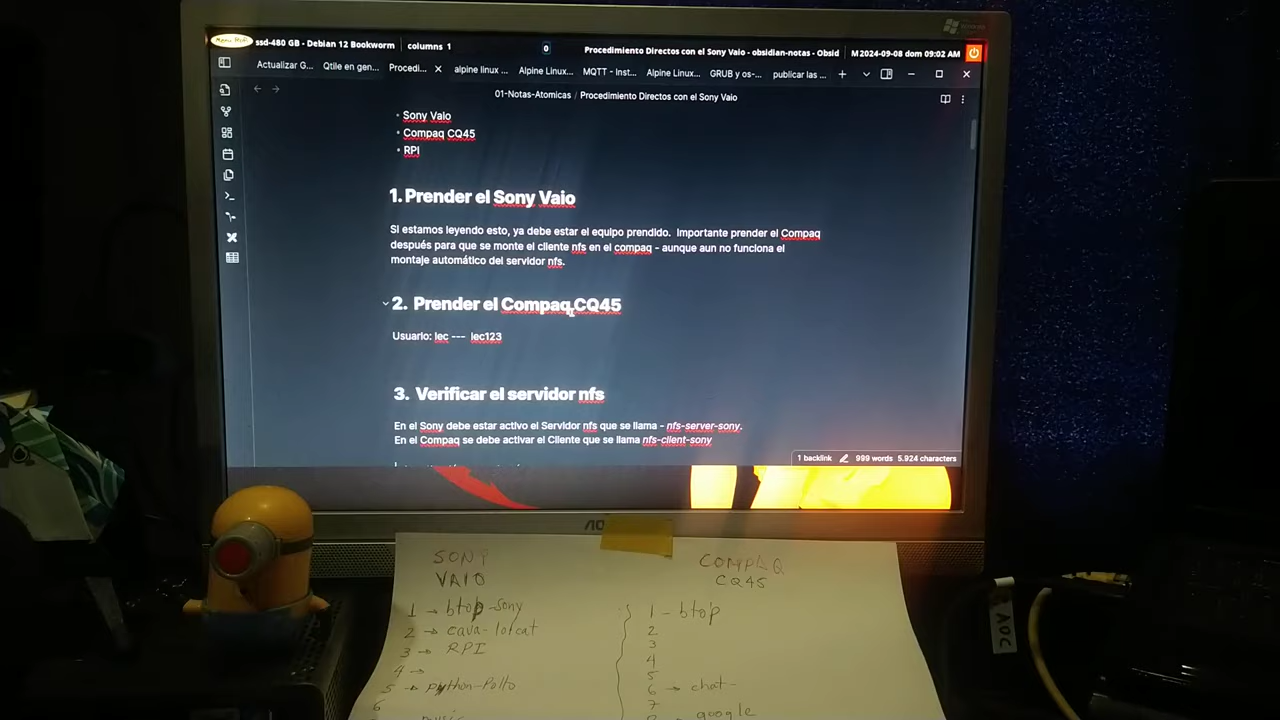 Menu Rofi ssd-480 GB - Debian 12 Bookworm columns 1 0 Procedimiento Directos con el Sony Vaio - obsidian-notas - Obsid M 2024-09-08 dom 09:02 AM
Actualizar G... Qtile en gen... Procedi... alpine linux ... Alpine Linux... MQTT - Inst... Alpine Linux... GRUB y os-... publicar las ...
01-Notas-Atomicas / Procedimiento Directos con el Sony Vaio
• Sony Vaio
• Compaq CQ45
• RPI
1. Prender el Sony Vaio
Si estamos leyendo esto, ya debe estar el equipo prendido. Importante prender el Compaq
después para que se monte el cliente nfs en el compaq - aunque aun no funciona el
montaje automático del servidor nfs.
2. Prender el Compaq CQ45
Usuario: lec --- lec123
3. Verificar el servidor nfs
En el Sony debe estar activo el Servidor nfs que se llama - nfs-server-sony.
En el Compaq se debe activar el Cliente que se llama nfs-client-sony
1 backlink 999 words 5.924 characters
SONY
VAIO
1 → btop-sony
2 → cava-lolcat
3 → RPI
4 →
5 → python-Pollo
6
COMPAQ
CQ45
1 - btop
2
3
4
5
6 → chat-
7
google
AOC